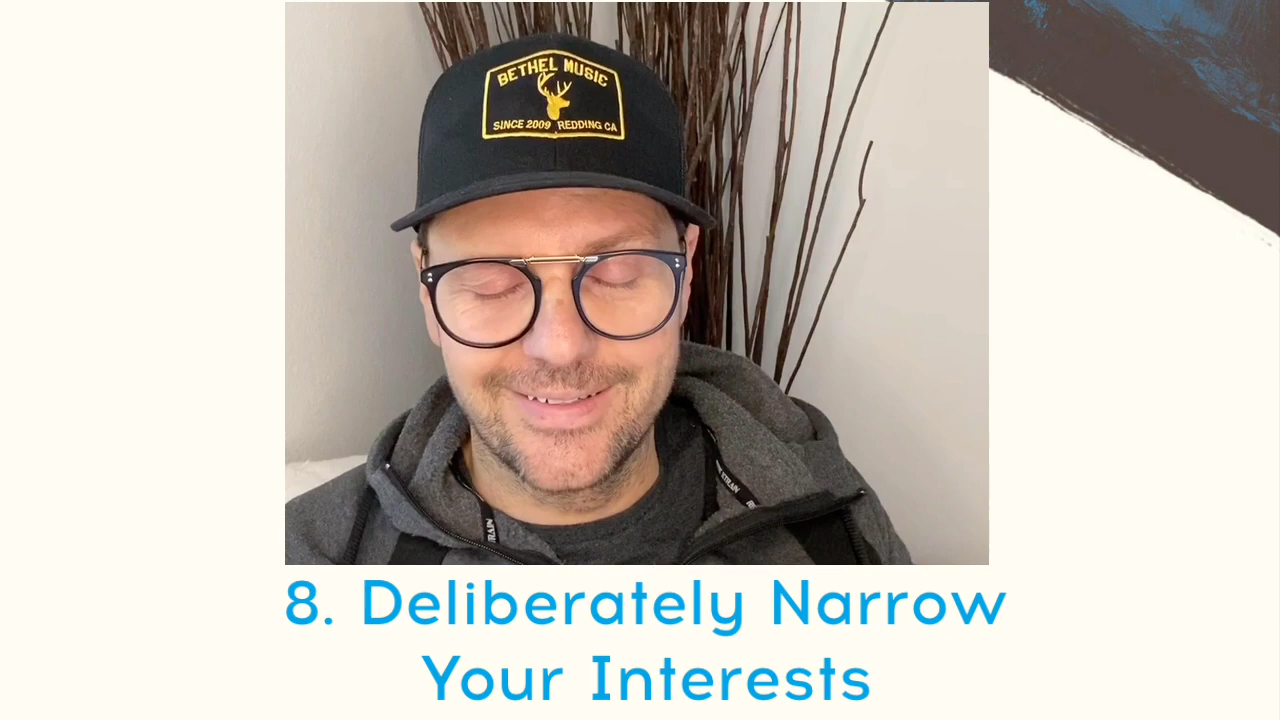 BETHEL MUSIC
SINCE 2009 REDDING CA
8. Deliberately Narrow
Your Interests